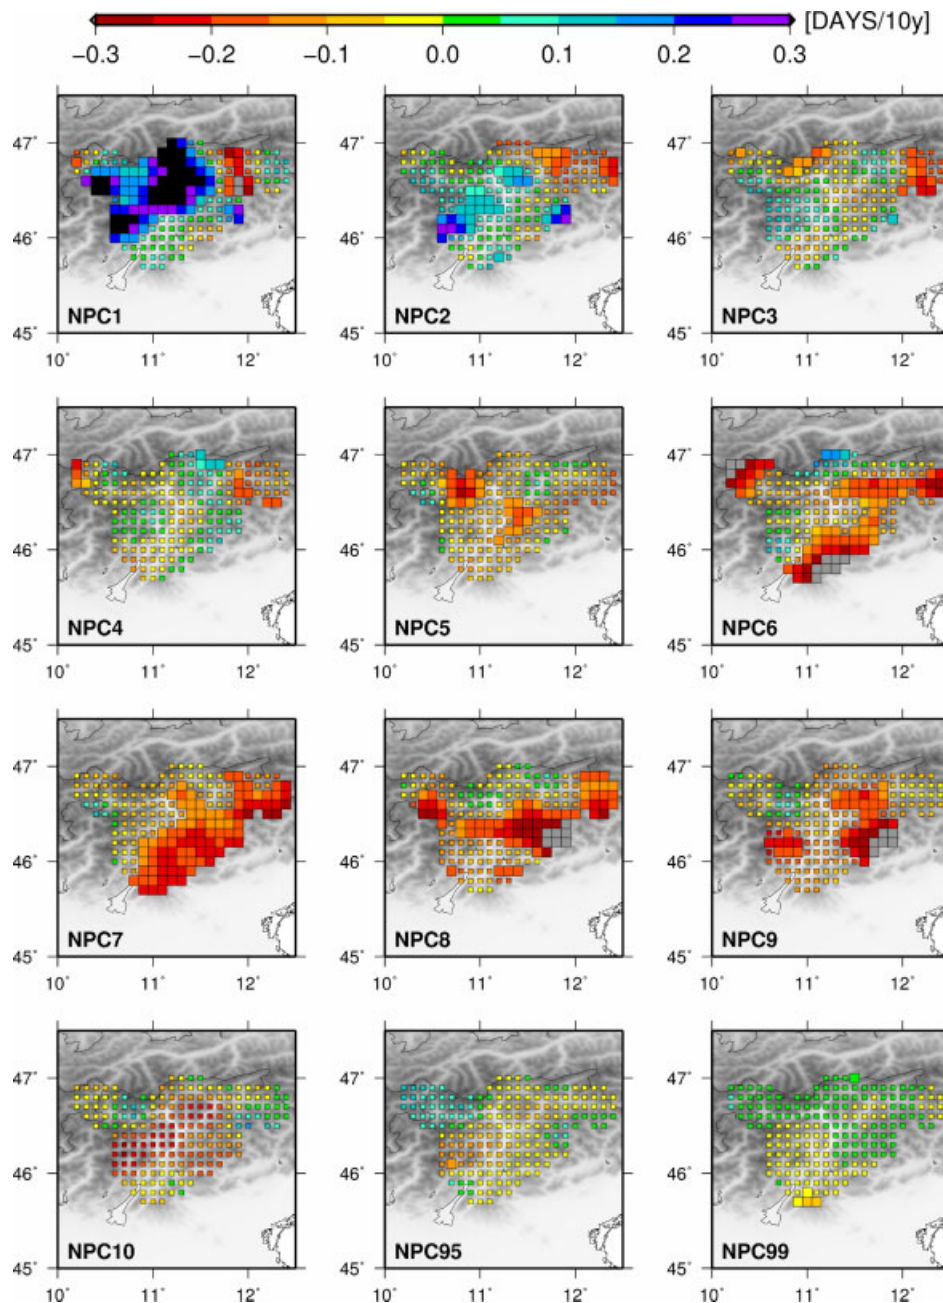 [DAYS/10y]
−0.3 −0.2 −0.1 0.0 0.1 0.2 0.3
47˚ 47˚ 47˚
46˚ 46˚ 46˚
NPC1 NPC2 NPC3
45˚ 45˚ 45˚
10˚ 11˚ 12˚ 10˚ 11˚ 12˚ 10˚ 11˚ 12˚
47˚ 47˚ 47˚
46˚ 46˚ 46˚
NPC4 NPC5 NPC6
45˚ 45˚ 45˚
10˚ 11˚ 12˚ 10˚ 11˚ 12˚ 10˚ 11˚ 12˚
47˚ 47˚ 47˚
46˚ 46˚ 46˚
NPC7 NPC8 NPC9
45˚ 45˚ 45˚
10˚ 11˚ 12˚ 10˚ 11˚ 12˚ 10˚ 11˚ 12˚
47˚ 47˚ 47˚
46˚ 46˚ 46˚
NPC10 NPC95 NPC99
45˚ 45˚ 45˚
10˚ 11˚ 12˚ 10˚ 11˚ 12˚ 10˚ 11˚ 12˚